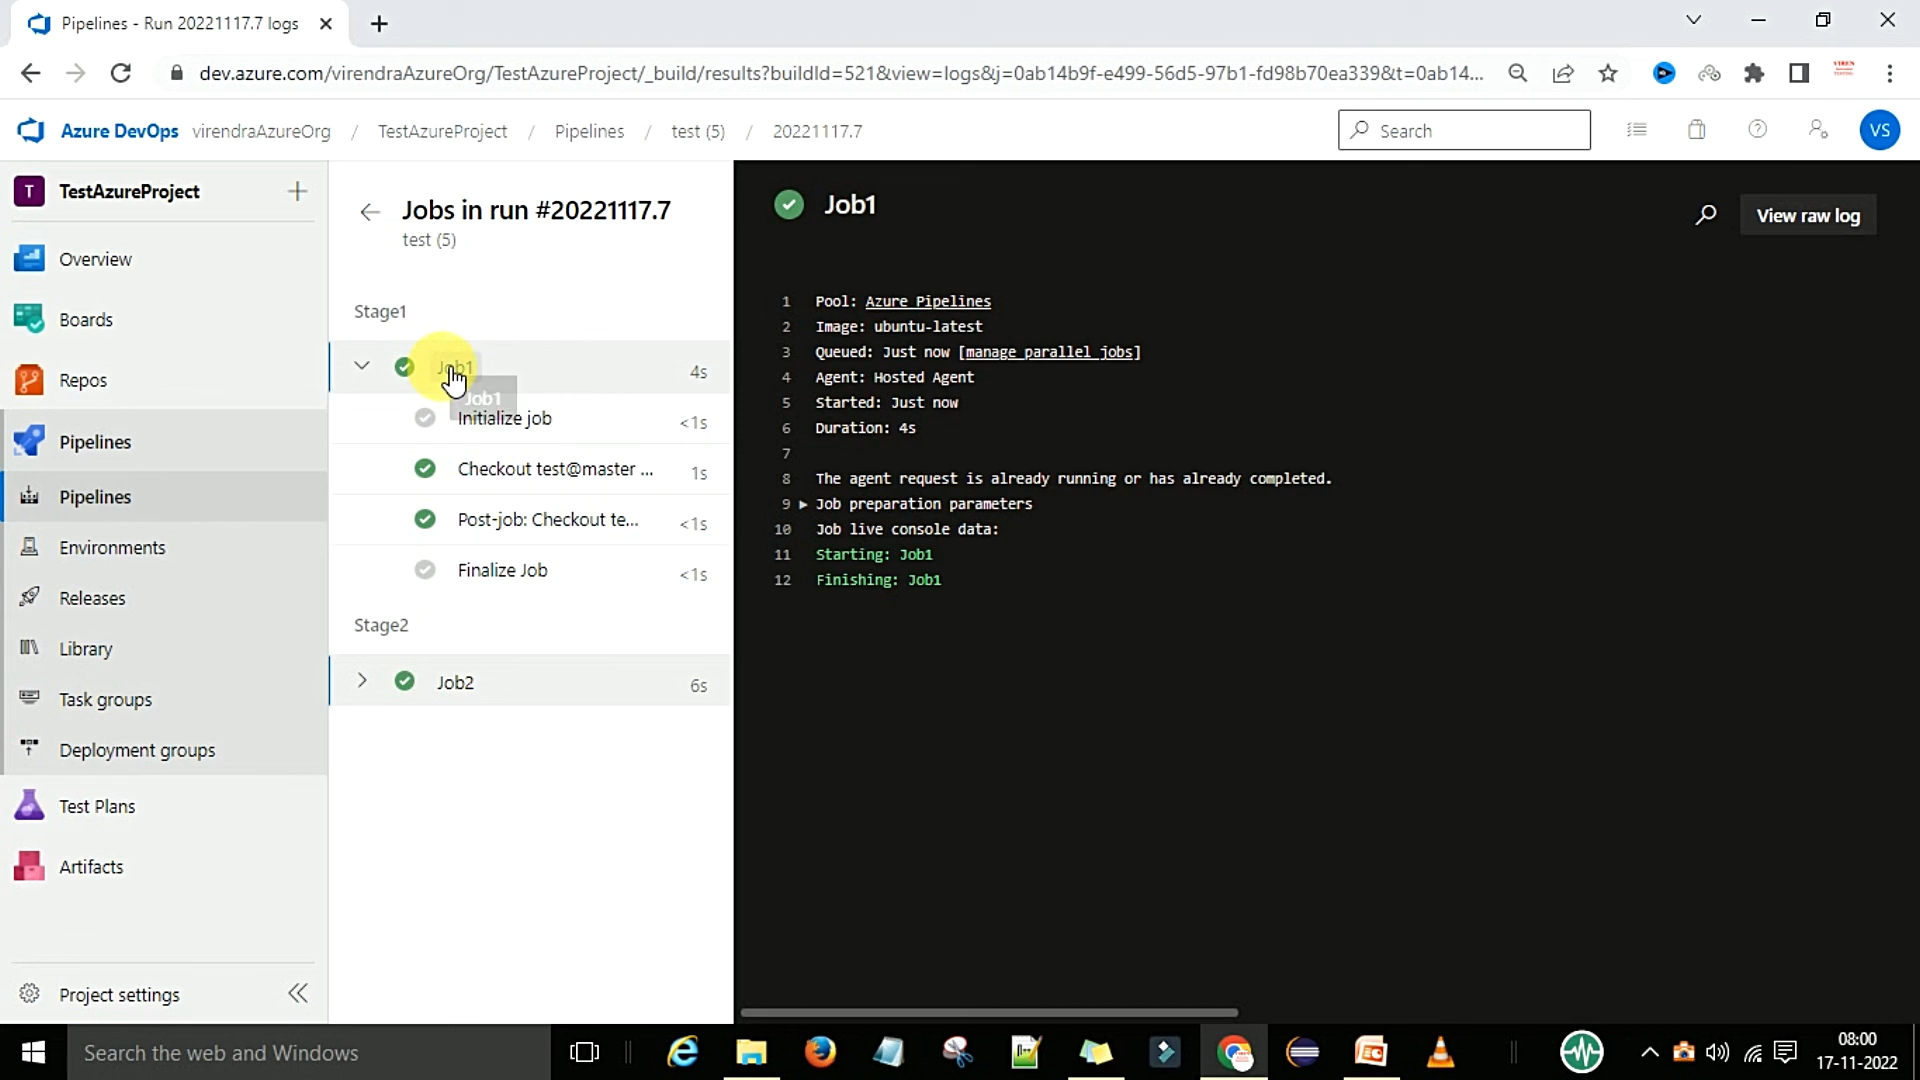 Pipelines - Run 20221117.7 logs
dev.azure.com/virendraAzureOrg/TestAzureProject/_build/results?buildId=521&view=logs&j=0ab14b9f-e499-56d5-97b1-fd98b70ea339&t=0ab14...
VIREN
Azure DevOps virendraAzureOrg / TestAzureProject / Pipelines / test (5) / 20221117.7
Search
VS
T TestAzureProject
Overview
Boards
Repos
Pipelines
Pipelines
Environments
Releases
Library
Task groups
Deployment groups
Test Plans
Artifacts
Project settings
Jobs in run #20221117.7
test (5)
Stage1
Job1 4s
Job1
Initialize job <1s
Checkout test@master ... 1s
Post-job: Checkout te... <1s
Finalize Job <1s
Stage2
Job2 6s
Job1
View raw log
1 Pool: Azure Pipelines
2 Image: ubuntu-latest
3 Queued: Just now [manage parallel jobs]
4 Agent: Hosted Agent
5 Started: Just now
6 Duration: 4s
7
8 The agent request is already running or has already completed.
9 Job preparation parameters
10 Job live console data:
11 Starting: Job1
12 Finishing: Job1
Search the web and Windows
08:00
17-11-2022